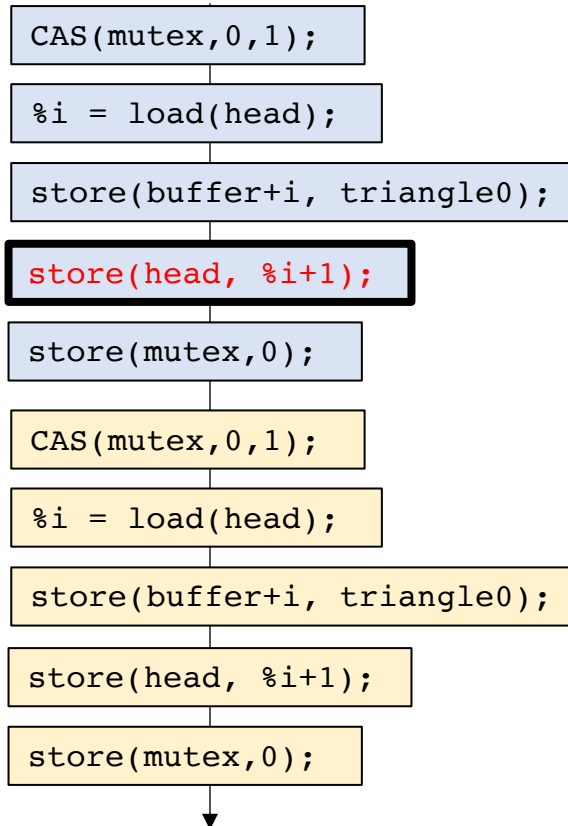 CAS(mutex,0,1);
%i = load(head);
store(buffer+i, triangle0);
store(head, %i+1);
store(mutex,0);
CAS(mutex,0,1);
%i = load(head);
store(buffer+i, triangle0);
store(head, %i+1);
store(mutex,0);